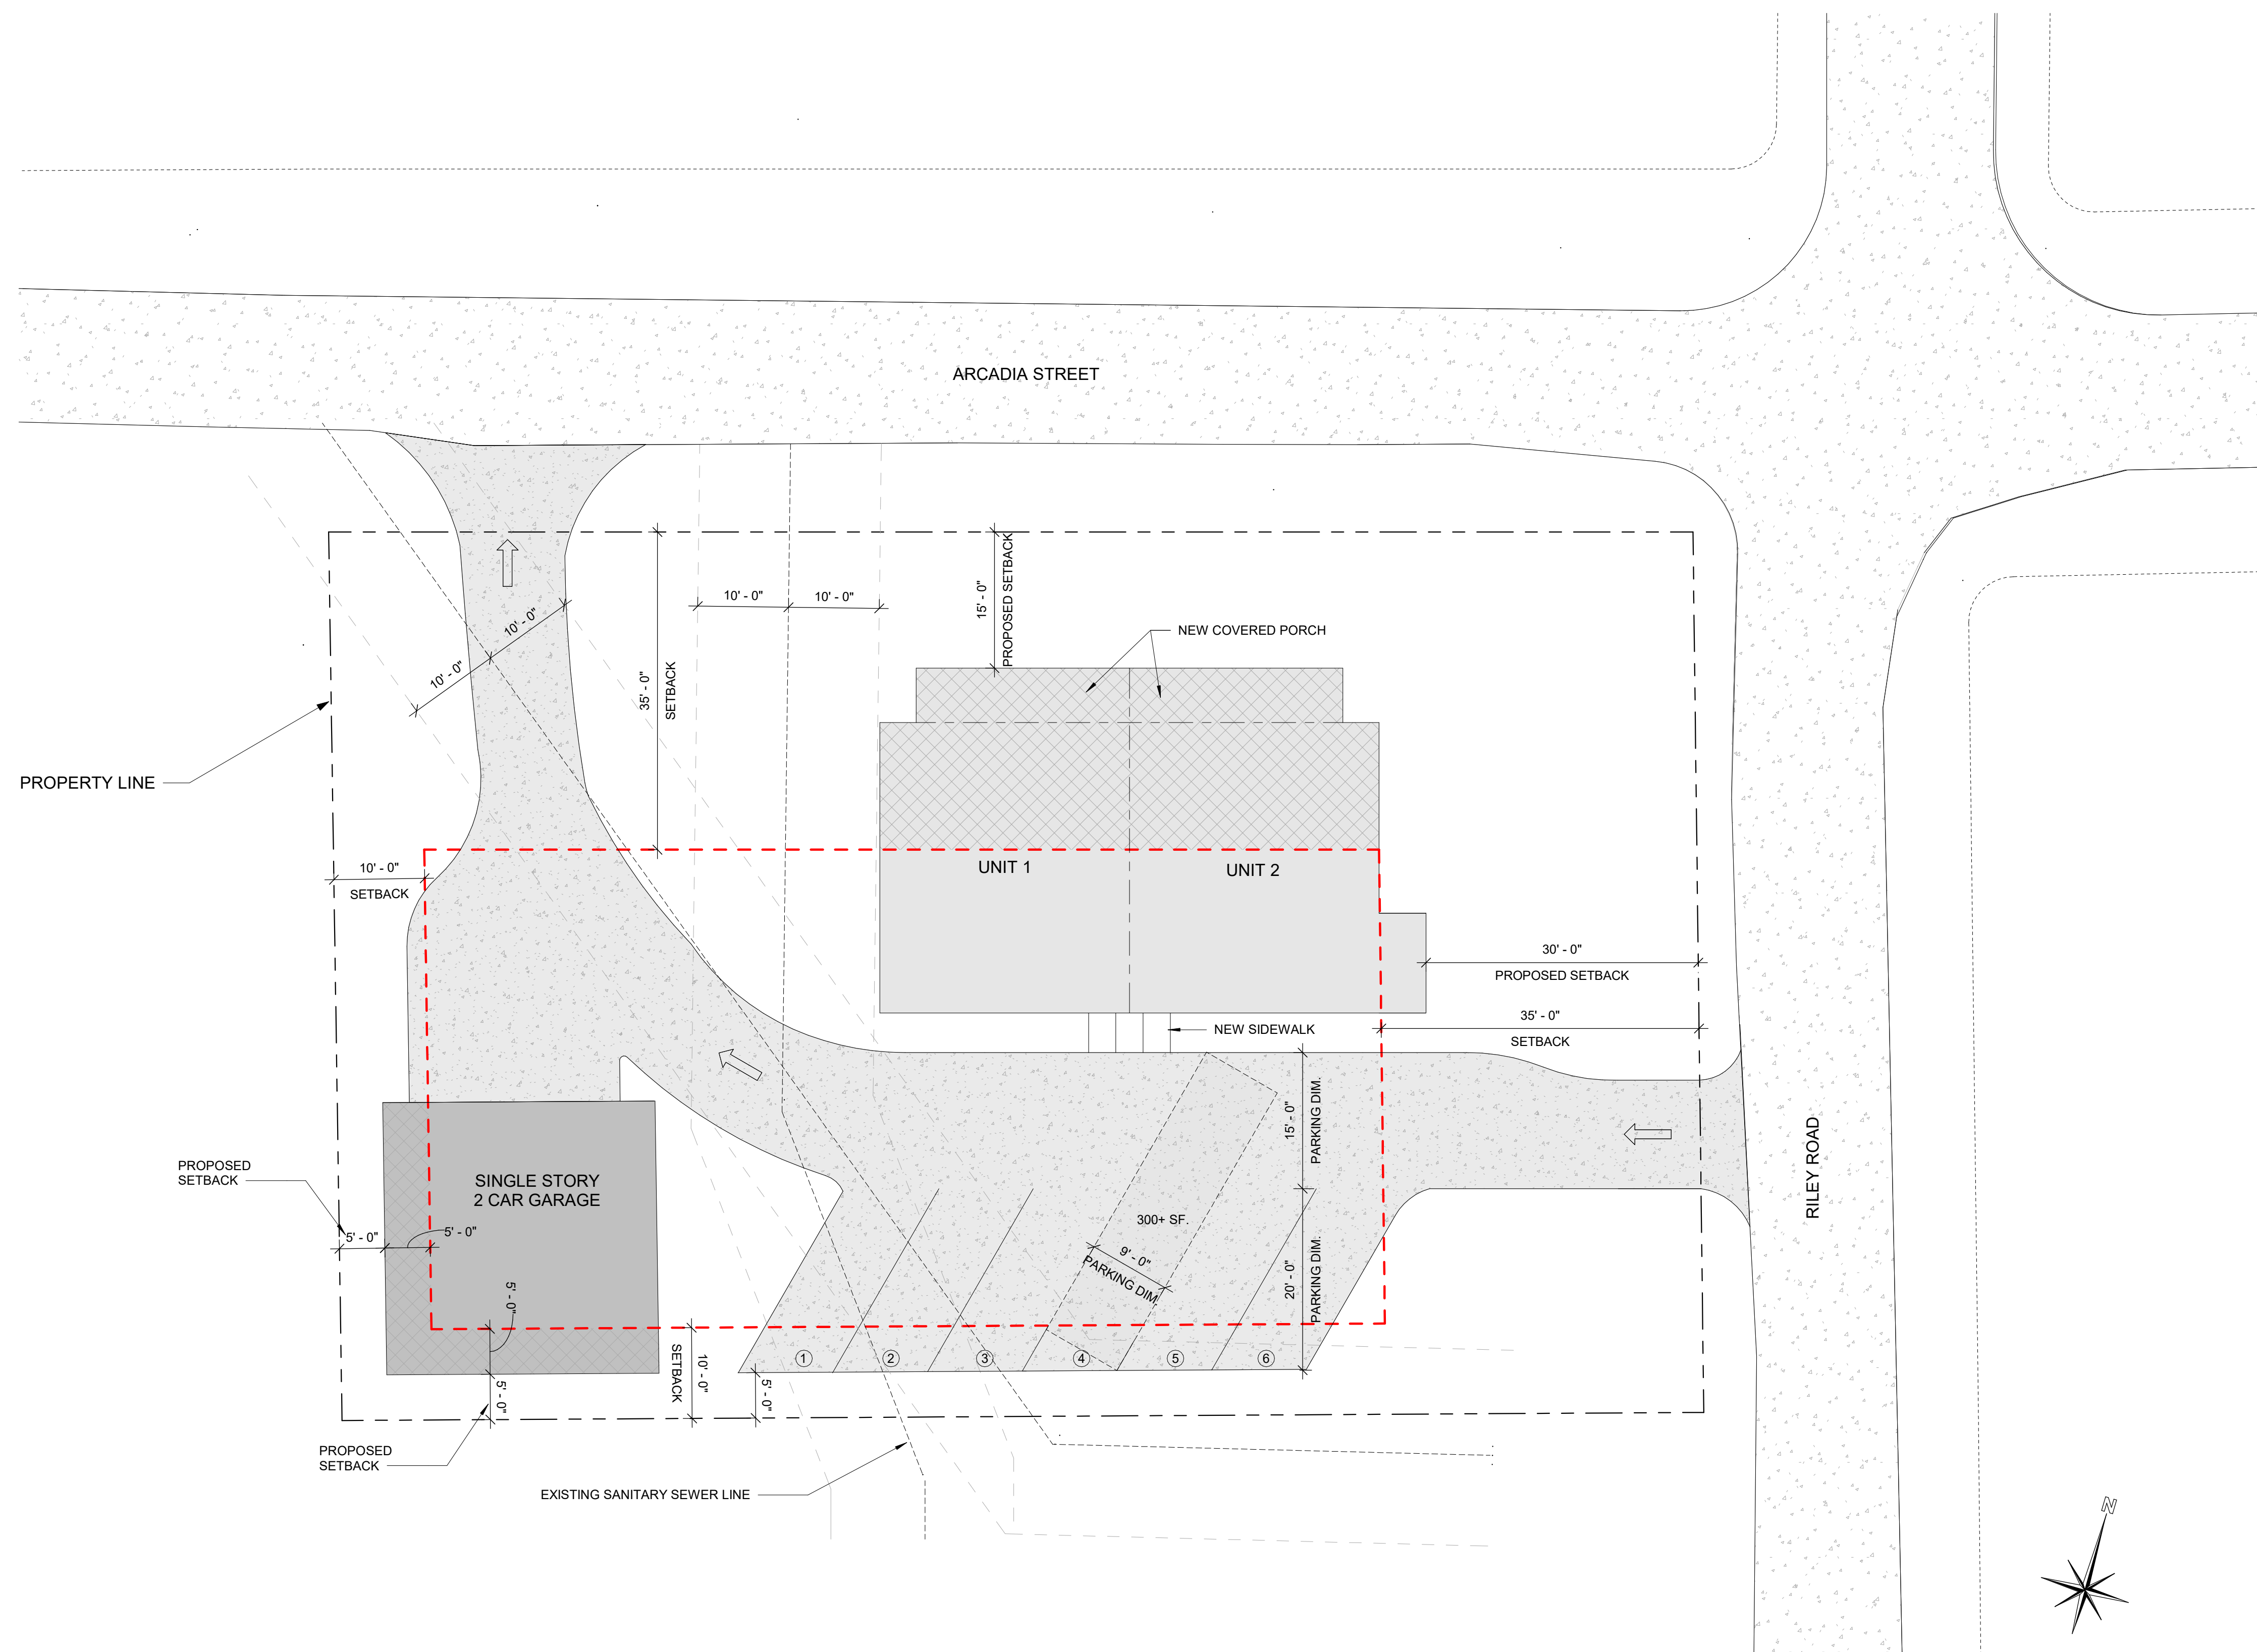 ARCADIA STREET
10' - 0"
10' - 0"
10' - 0"
10' - 0"
35' - 0"
SETBACK
15' - 0"
PROPOSED SETBACK
NEW COVERED PORCH
PROPERTY LINE
10' - 0"
SETBACK
UNIT 1
UNIT 2
30' - 0"
PROPOSED SETBACK
35' - 0"
SETBACK
NEW SIDEWALK
15' - 0"
PARKING DIM.
RILEY ROAD
PROPOSED
SETBACK
SINGLE STORY
2 CAR GARAGE
5' - 0"
5' - 0"
300+ SF.
9' - 0"
PARKING DIM.
20' - 0"
PARKING DIM.
5' - 0"
5' - 0"
10' - 0"
SETBACK
5' - 0"
1
2
3
4
5
6
PROPOSED
SETBACK
EXISTING SANITARY SEWER LINE
N